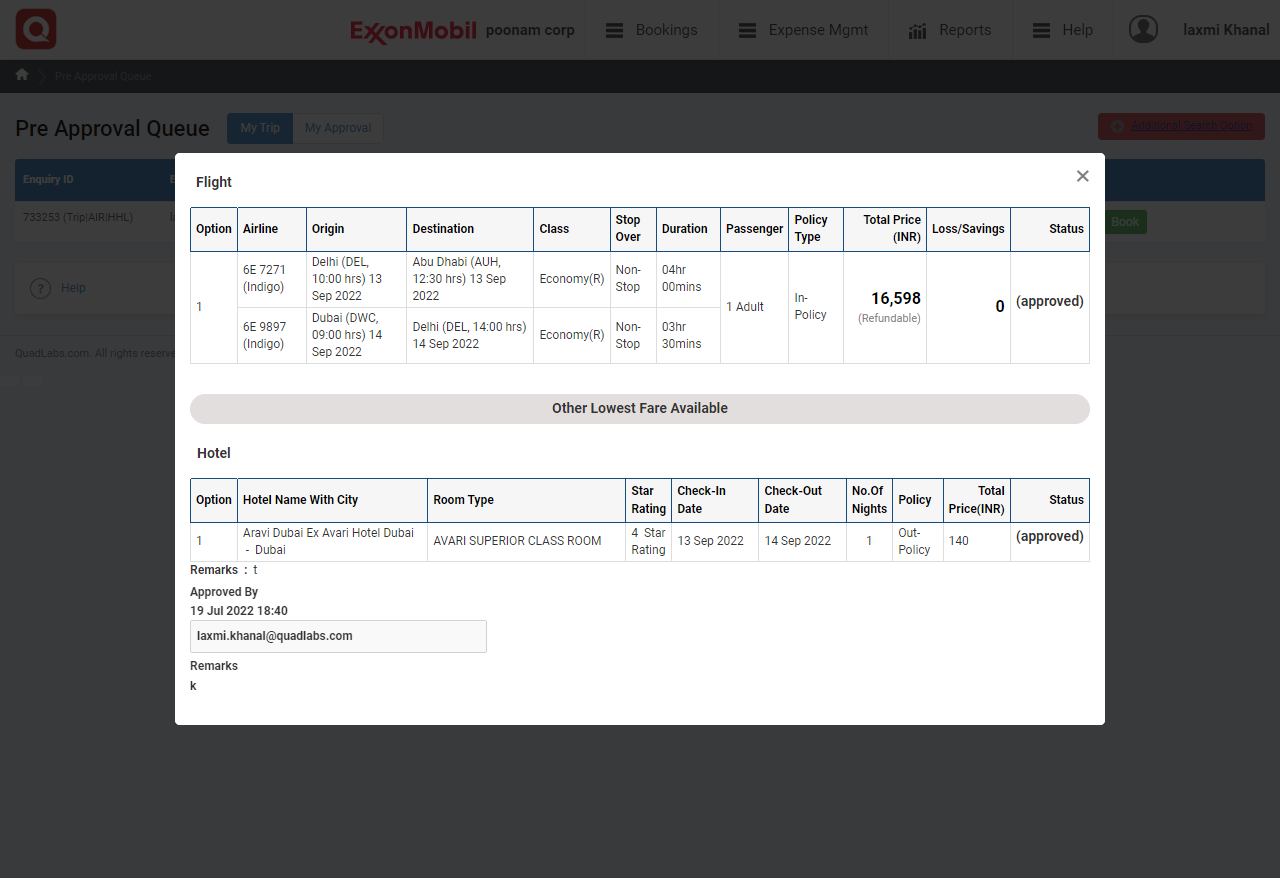 ExxonMobil poonam corp Bookings Expense Mgmt Reports Help laxmi Khanal
Pre Approval Queue
Pre Approval Queue My Trip My Approval Additional Search Option
Enquiry ID
733253 (Trip|AIR|HHL) Book
? Help
QuadLabs.com. All rights reserve
Flight ×
Option Airline Origin Destination Class Stop Over Duration Passenger Policy Type Total Price (INR) Loss/Savings Status
1
6E 7271 (Indigo) Delhi (DEL, 10:00 hrs) 13 Sep 2022 Abu Dhabi (AUH, 12:30 hrs) 13 Sep 2022 Economy(R) Non-Stop 04hr 00mins
6E 9897 (Indigo) Dubai (DWC, 09:00 hrs) 14 Sep 2022 Delhi (DEL, 14:00 hrs) 14 Sep 2022 Economy(R) Non-Stop 03hr 30mins
1 Adult In-Policy 16,598 (Refundable) 0 (approved)
Other Lowest Fare Available
Hotel
Option Hotel Name With City Room Type Star Rating Check-In Date Check-Out Date No.Of Nights Policy Total Price(INR) Status
1 Aravi Dubai Ex Avari Hotel Dubai - Dubai AVARI SUPERIOR CLASS ROOM 4 Star Rating 13 Sep 2022 14 Sep 2022 1 Out-Policy 140 (approved)
Remarks : t
Approved By
19 Jul 2022 18:40
laxmi.khanal@quadlabs.com
Remarks
k